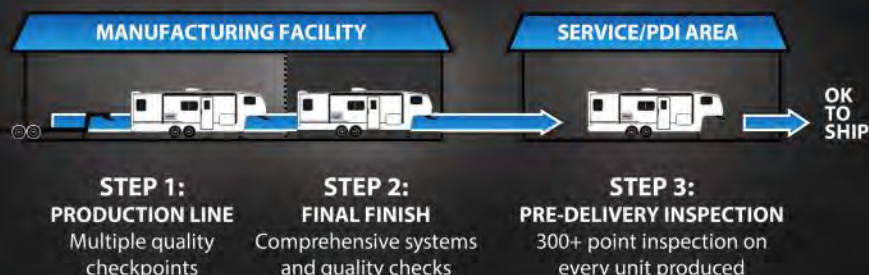 MANUFACTURING FACILITY
SERVICE/PDI AREA
OK
TO
SHIP
STEP 1:
PRODUCTION LINE
Multiple quality
checkpoints
STEP 2:
FINAL FINISH
Comprehensive systems
and quality checks
STEP 3:
PRE-DELIVERY INSPECTION
300+ point inspection on
every unit produced